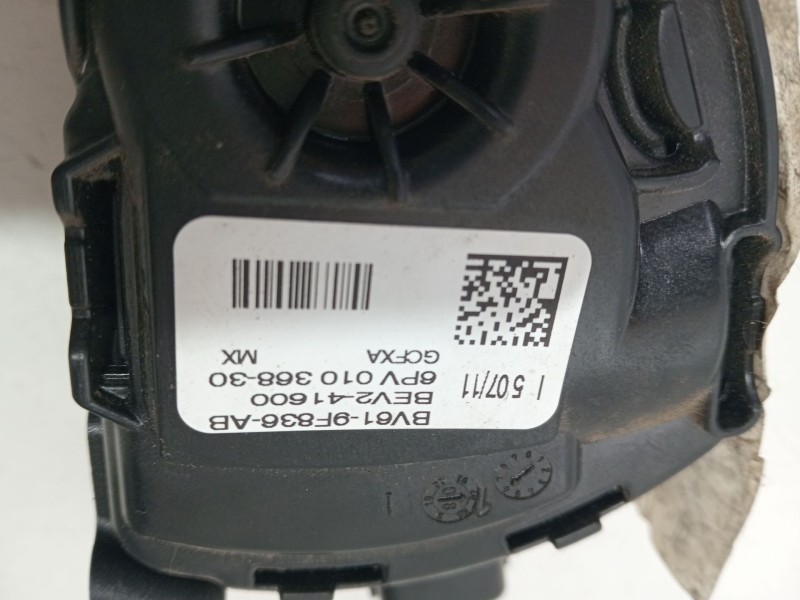 BV61-9F836-AB
BEV2-41600
6PV 010 368-30
GCFXA MX
I 507/11